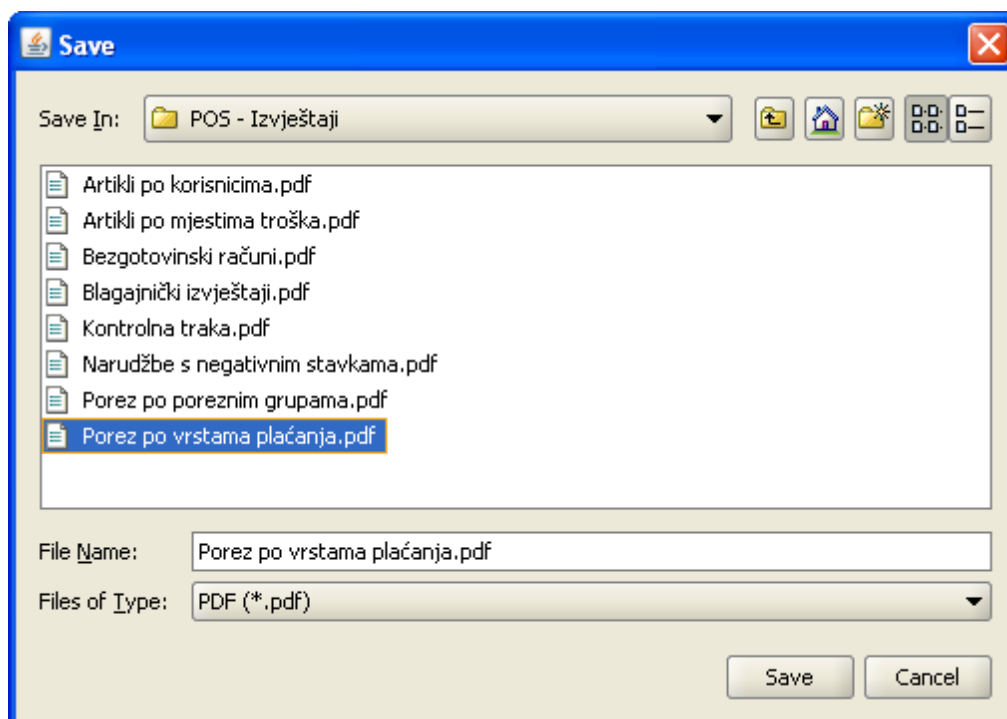 Save
Save In: POS - Izvještaji
Artikli po korisnicima.pdf
Artikli po mjestima troška.pdf
Bezgotovinski računi.pdf
Blagajnički izvještaji.pdf
Kontrolna traka.pdf
Narudžbe s negativnim stavkama.pdf
Porez po poreznim grupama.pdf
Porez po vrstama plaćanja.pdf
File Name: Porez po vrstama plaćanja.pdf
Files of Type: PDF (*.pdf)
Save Cancel